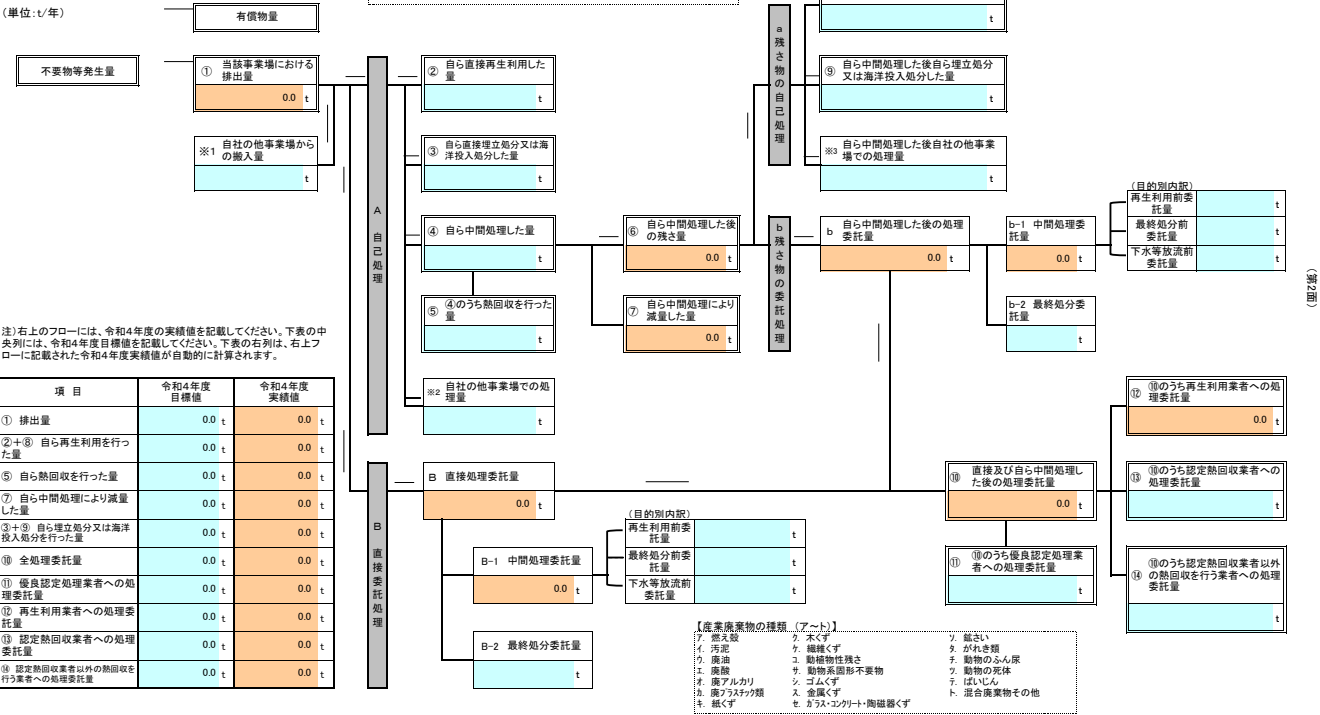 (単位:t/年)
有償物量
不要物等発生量
① 当該事業場における
排出量
0.0 t
※1 自社の他事業場から
の搬入量
t
A 自己処理
② 自ら直接再生利用した
量
t
③ 自ら直接埋立処分又は海
洋投入処分した量
t
④ 自ら中間処理した量
t
⑤ ④のうち熱回収を行った
量
t
※2 自社の他事業場での処
理量
t
⑥ 自ら中間処理した後
の残さ量
0.0 t
⑦ 自ら中間処理により
減量した量
0.0 t
a 残さ物の自己処理
t
⑨ 自ら中間処理した後自ら埋立処分
又は海洋投入処分した量
t
※3 自ら中間処理した後自社の他事業
場での処理量
t
b 残さ物の委託処理
b 自ら中間処理した後の処理
委託量
0.0 t
b-1 中間処理委
託量
0.0 t
(目的別内訳)
再生利用前委
託量
t
最終処分前
委託量
t
下水等放流前
委託量
t
b-2 最終処分委
託量
t
(第2面)
注)右上のフローには、令和4年度の実績値を記載してください。下表の中
央列には、令和4年度目標値を記載してください。下表の右列は、右上フ
ローに記載された令和4年度実績値が自動的に計算されます。
項 目 令和4年度
目標値 令和4年度
実績値
① 排出量 0.0 t 0.0 t
②+⑧ 自ら再生利用を行っ
た量 0.0 t 0.0 t
⑤ 自ら熱回収を行った量 0.0 t 0.0 t
⑦ 自ら中間処理により減量
した量 0.0 t 0.0 t
③+⑨ 自ら埋立処分又は海洋
投入処分を行った量 0.0 t 0.0 t
⑩ 全処理委託量 0.0 t 0.0 t
⑪ 優良認定処理業者への処
理委託量 0.0 t 0.0 t
⑫ 再生利用業者への処理委
託量 0.0 t 0.0 t
⑬ 認定熱回収業者への処理
委託量 0.0 t 0.0 t
⑭ 認定熱回収業者以外の熱回収を
行う業者への処理委託量 0.0 t 0.0 t
B 直接委託処理
B 直接処理委託量
0.0 t
B-1 中間処理委託量
0.0 t
(目的別内訳)
再生利用前委
託量
t
最終処分前委
託量
t
下水等放流前
委託量
t
B-2 最終処分委託量
t
⑩ 直接及び自ら中間処理し
た後の処理委託量
0.0 t
⑪ ⑩のうち優良認定処理業
者への処理委託量
t
⑫ ⑩のうち再生利用業者への処
理委託量
0.0 t
⑬ ⑩のうち認定熱回収業者への
処理委託量
t
⑭ ⑩のうち認定熱回収業者以外
の熱回収を行う業者への処理
委託量
t
【産業廃棄物の種類 (ア~ト)】
ア. 燃え殻 ク. 木くず ソ. 鉱さい
イ. 汚泥 ケ. 繊維くず タ. がれき類
ウ. 廃油 コ. 動植物性残さ チ. 動物のふん尿
エ. 廃酸 サ. 動物系固形不要物 ツ. 動物の死体
オ. 廃アルカリ シ. ゴムくず テ. ばいじん
カ. 廃プラスチック類 ス. 金属くず ト. 混合廃棄物その他
キ. 紙くず セ. ガラス・コンクリート・陶磁器くず